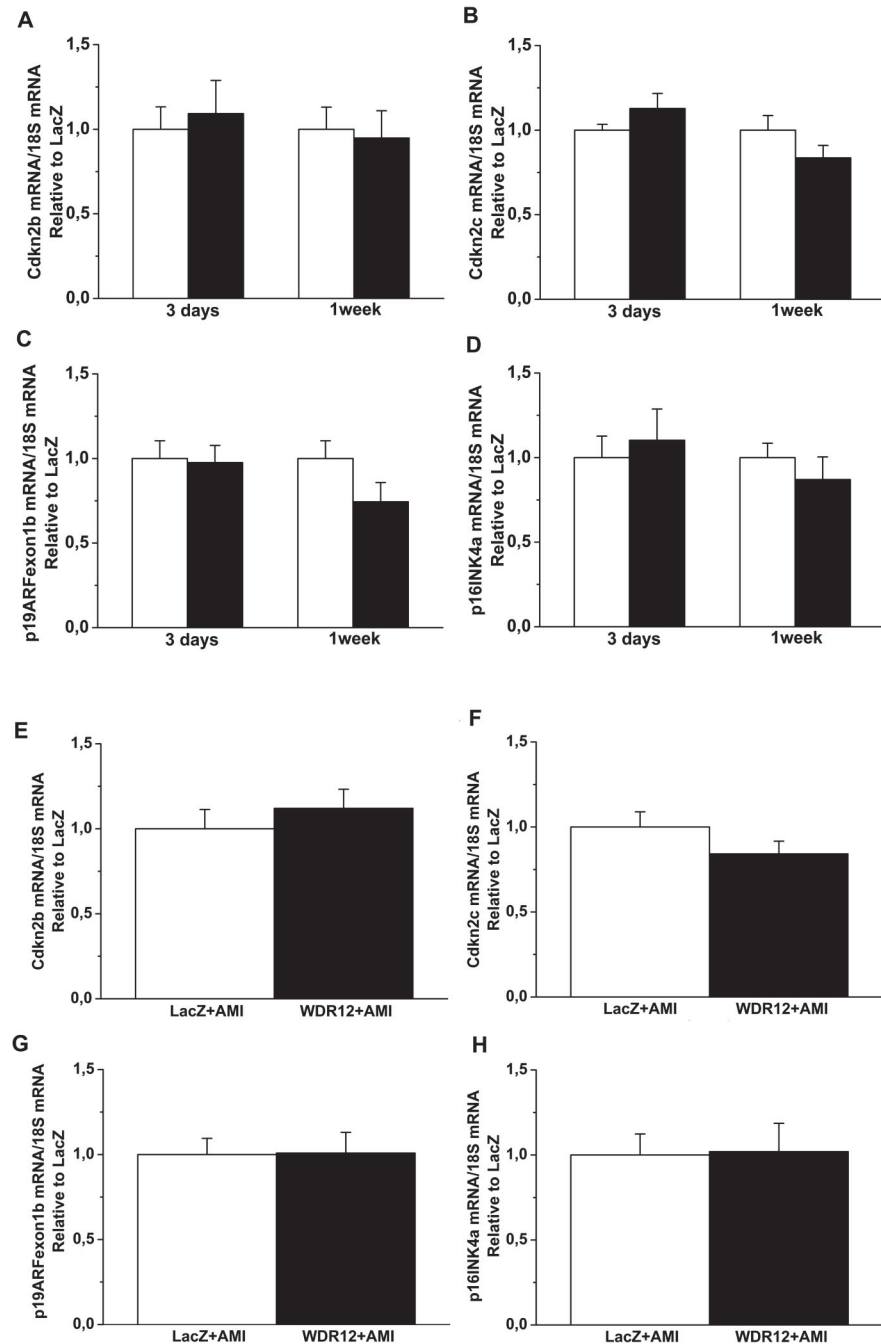 A
Cdkn2b mRNA/18S mRNA
Relative to LacZ
1,5
1,0
0,5
0,0
3 days
1week
B
Cdkn2c mRNA/18S mRNA
Relative to LacZ
1,5
1,0
0,5
0,0
3 days
1week
C
p19ARFexon1b mRNA/18S mRNA
Relative to LacZ
1,5
1,0
0,5
0,0
3 days
1week
D
p16INK4a mRNA/18S mRNA
Relative to LacZ
1,5
1,0
0,5
0,0
3 days
1week
E
Cdkn2b mRNA/18S mRNA
Relative to LacZ
1,5
1,0
0,5
0,0
LacZ+AMI
WDR12+AMI
F
Cdkn2c mRNA/18S mRNA
Relative to LacZ
1,5
1,0
0,5
0,0
LacZ+AMI
WDR12+AMI
G
p19ARFexon1b mRNA/18S mRNA
Relative to LacZ
1,5
1,0
0,5
0,0
LacZ+AMI
WDR12+AMI
H
p16INK4a mRNA/18S mRNA
Relative to LacZ
1,5
1,0
0,5
0,0
LacZ+AMI
WDR12+AMI